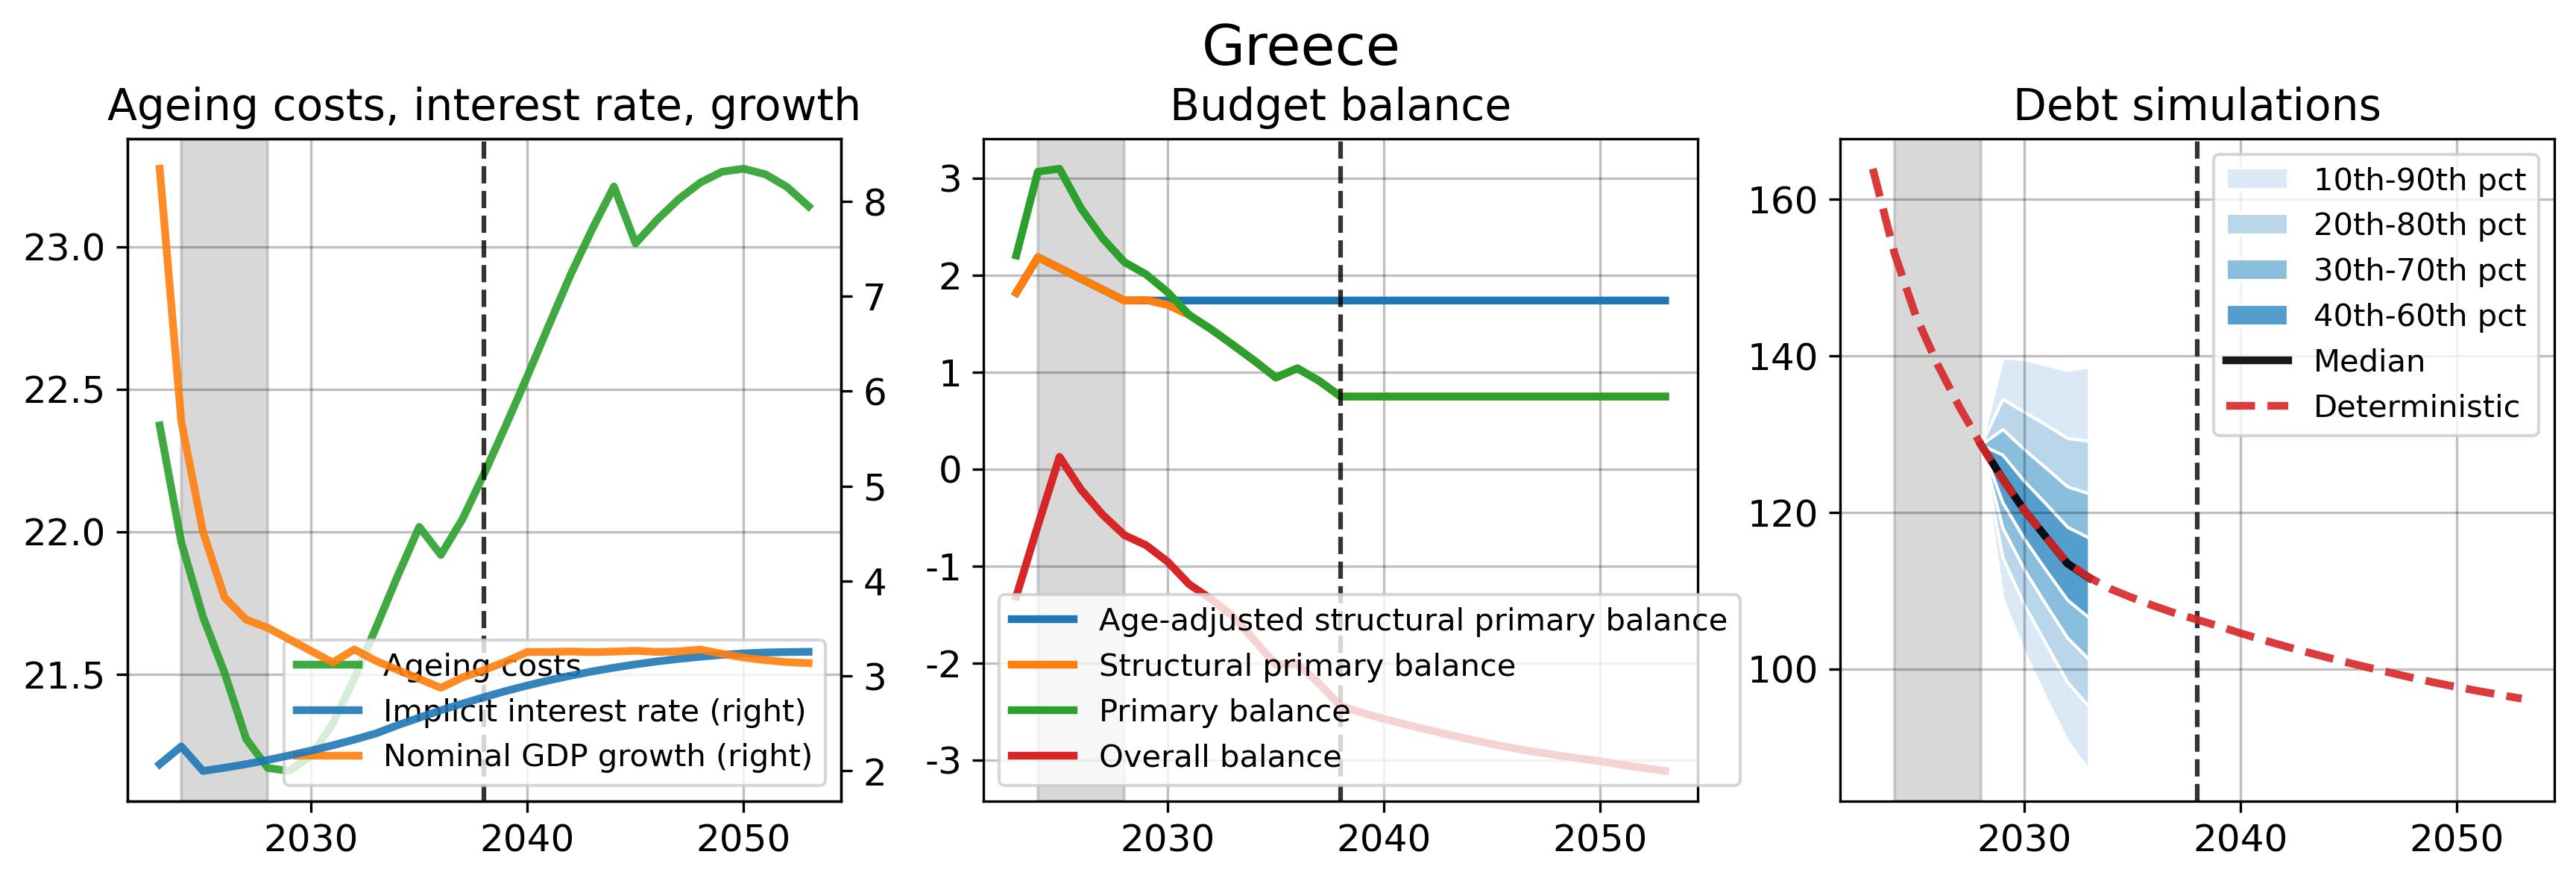 Greece
Ageing costs, interest rate, growth
23.0
22.5
22.0
21.5
8
7
6
5
4
3
2
Ageing costs
Implicit interest rate (right)
Nominal GDP growth (right)
2030 2040 2050
Budget balance
3
2
1
0
-1
-2
-3
Age-adjusted structural primary balance
Structural primary balance
Primary balance
Overall balance
2030 2040 2050
Debt simulations
160
140
120
100
10th-90th pct
20th-80th pct
30th-70th pct
40th-60th pct
Median
Deterministic
2030 2040 2050